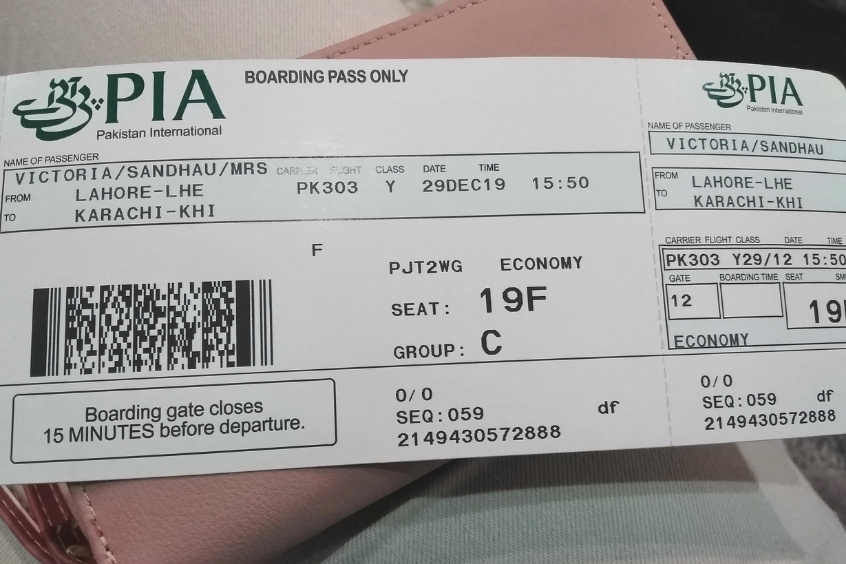 PIA
Pakistan International
BOARDING PASS ONLY
NAME OF PASSENGER
VICTORIA/SANDHAU/MRS
CARRIER FLIGHT CLASS DATE TIME
FROM LAHORE-LHE PK303 Y 29DEC19 15:50
TO KARACHI-KHI
F
PJT2WG ECONOMY
SEAT: 19F
GROUP: C
Boarding gate closes
15 MINUTES before departure.
0/0
SEQ:059 df
2149430572888
PIA
Pakistan International
NAME OF PASSENGER
VICTORIA/SANDHAU
FROM LAHORE-LHE
TO KARACHI-KHI
CARRIER FLIGHT CLASS DATE TIME
PK303 Y29/12 15:50
GATE BOARDING TIME SEAT
12
ECONOMY
0/0
SEQ:059 df
2149430572888